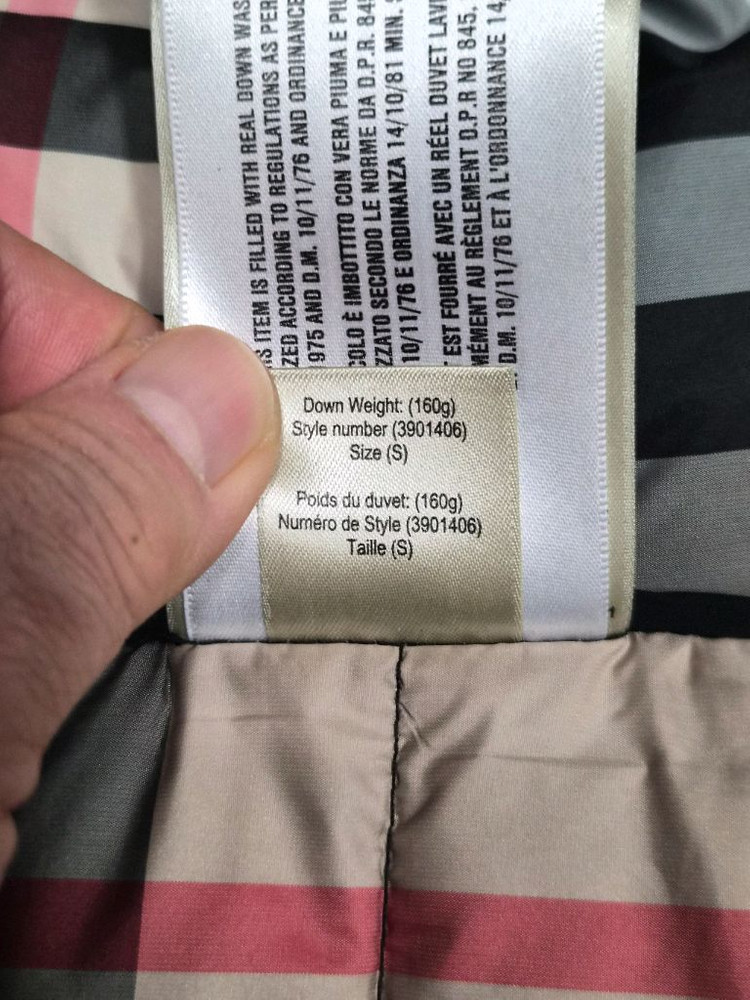 S ITEM IS FILLED WITH REAL DOWN WAS
ZED ACCORDING TO REGULATIONS AS PER
975 AND D.M. 10/11/76 AND ORDINANCE
COLO È IMBOTTITO CON VERA PIUMA E PIU
ZZATO SECONDO LE NORME DA D.P.R. 845
10/11/76 E ORDINANZA 14/10/81 MIN.
EST FOURRÉ AVEC UN RÉEL DUVET LAVÉ
MÉMENT AU RÈGLEMENT D.P.R NO 845,
D.M. 10/11/76 ET À L'ORDONNANCE 14,
Down Weight: (160g)
Style number (3901406)
Size (S)
Poids du duvet: (160g)
Numéro de Style (3901406)
Taille (S)